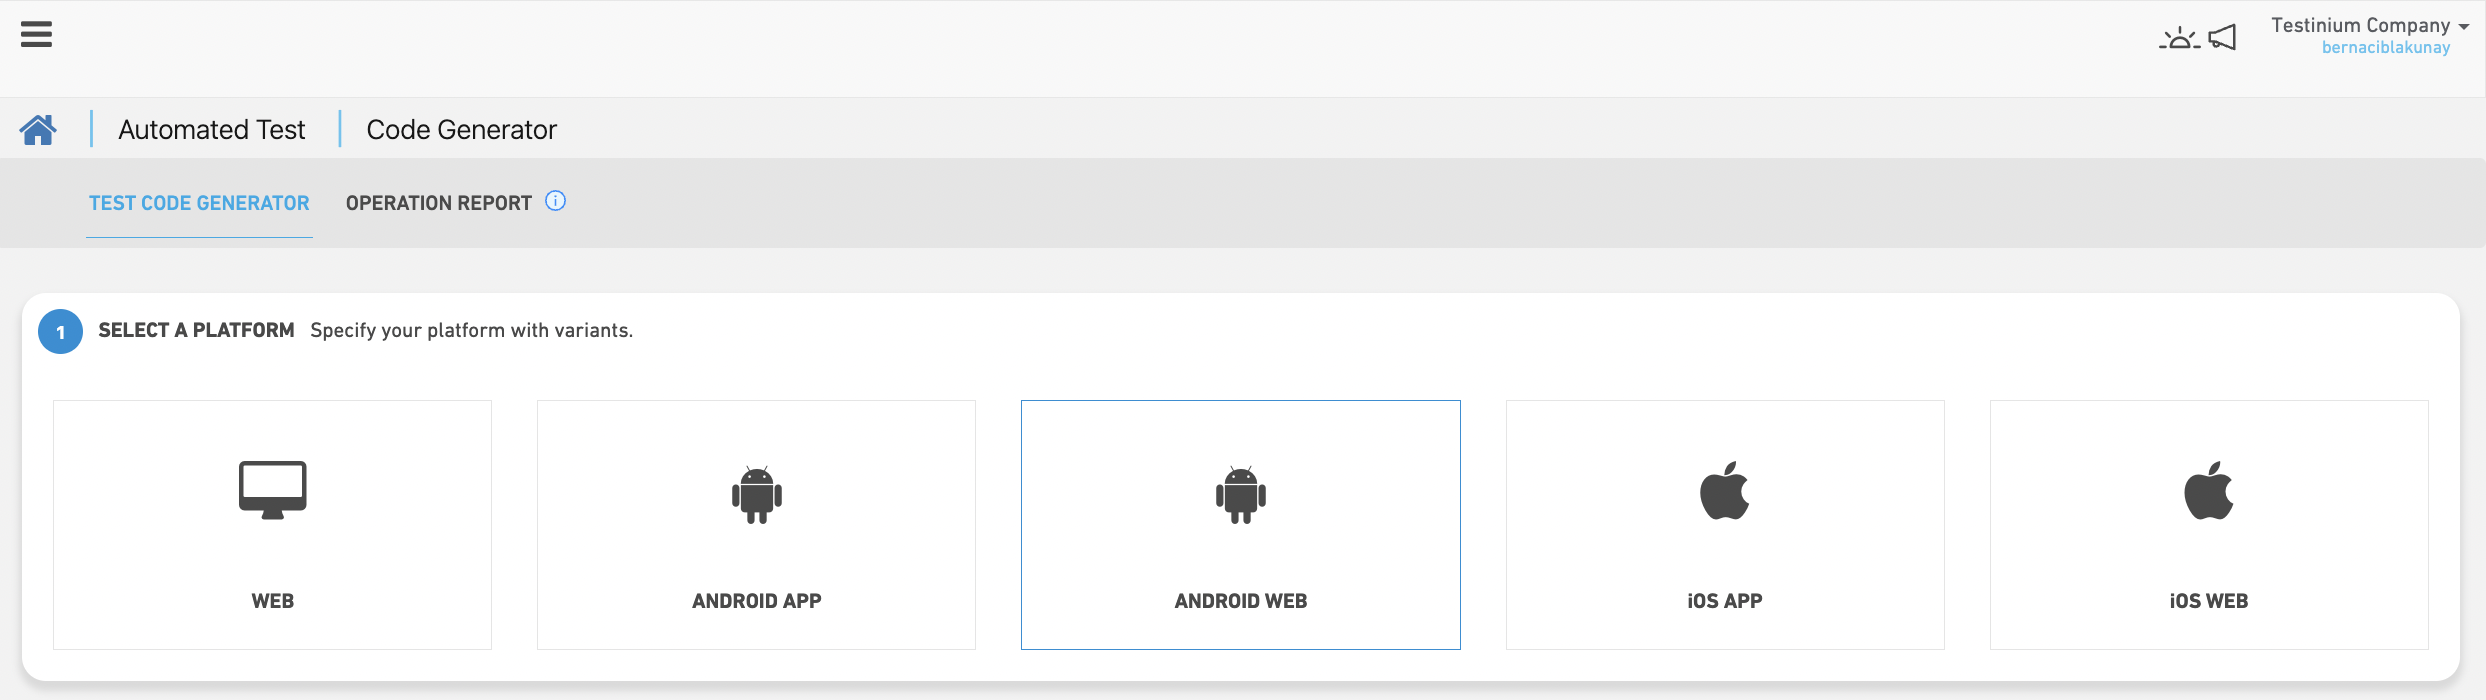 Testinium Company
bernaciblakunay
Automated Test
Code Generator
TEST CODE GENERATOR
OPERATION REPORT
1 SELECT A PLATFORM Specify your platform with variants.
WEB
ANDROID APP
ANDROID WEB
iOS APP
iOS WEB